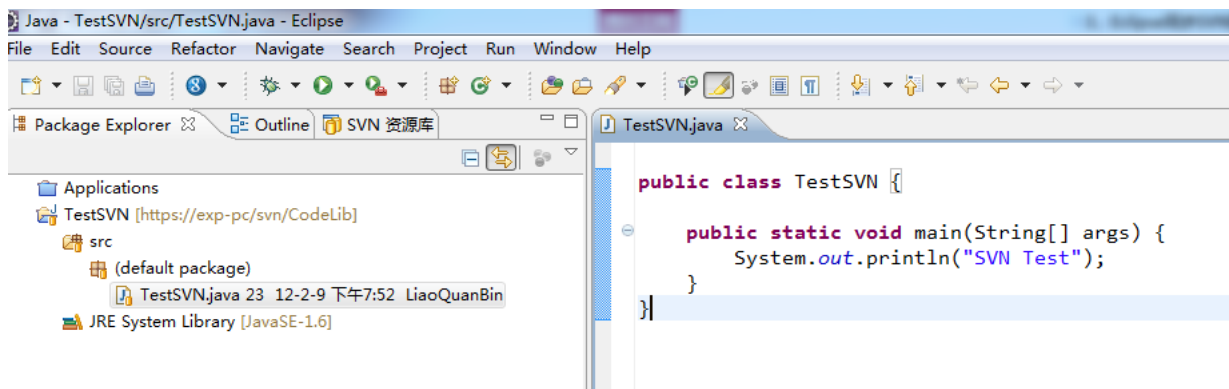 Java - TestSVN/src/TestSVN.java - Eclipse
File Edit Source Refactor Navigate Search Project Run Window Help
Package Explorer Outline SVN 资源库
TestSVN.java
Applications
TestSVN [https://exp-pc/svn/CodeLib]
src
(default package)
TestSVN.java 23 12-2-9 下午7:52 LiaoQuanBin
JRE System Library [JavaSE-1.6]
public class TestSVN {
public static void main(String[] args) {
System.out.println("SVN Test");
}
}